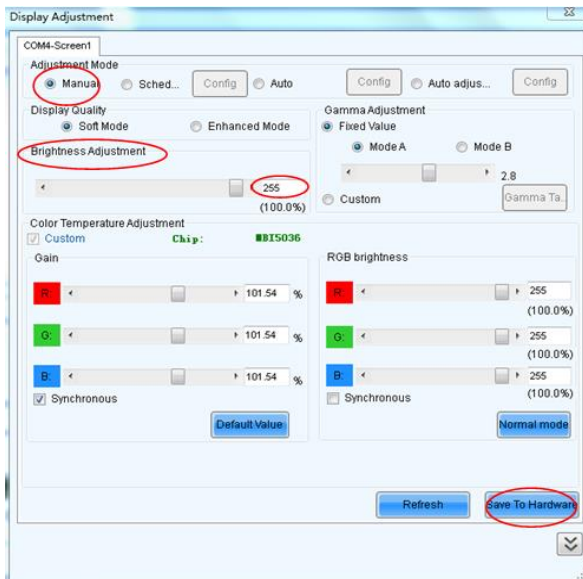 Display Adjustment
COM4-Screen1
Adjustment Mode
Manual Sched... Config Auto Config Auto adjus... Config
Display Quality
Soft Mode Enhanced Mode
Gamma Adjustment
Fixed Value
Mode A Mode B
2.8
Custom Gamma Ta..
Brightness Adjustment
255
(100.0%)
Color Temperature Adjustment
Custom Chip: MBI5036
Gain
R: 101.54 %
G: 101.54 %
B: 101.54 %
Synchronous
Default Value
RGB brightness
R: 255
(100.0%)
G: 255
(100.0%)
B: 255
(100.0%)
Synchronous
Normal mode
Refresh Save To Hardware